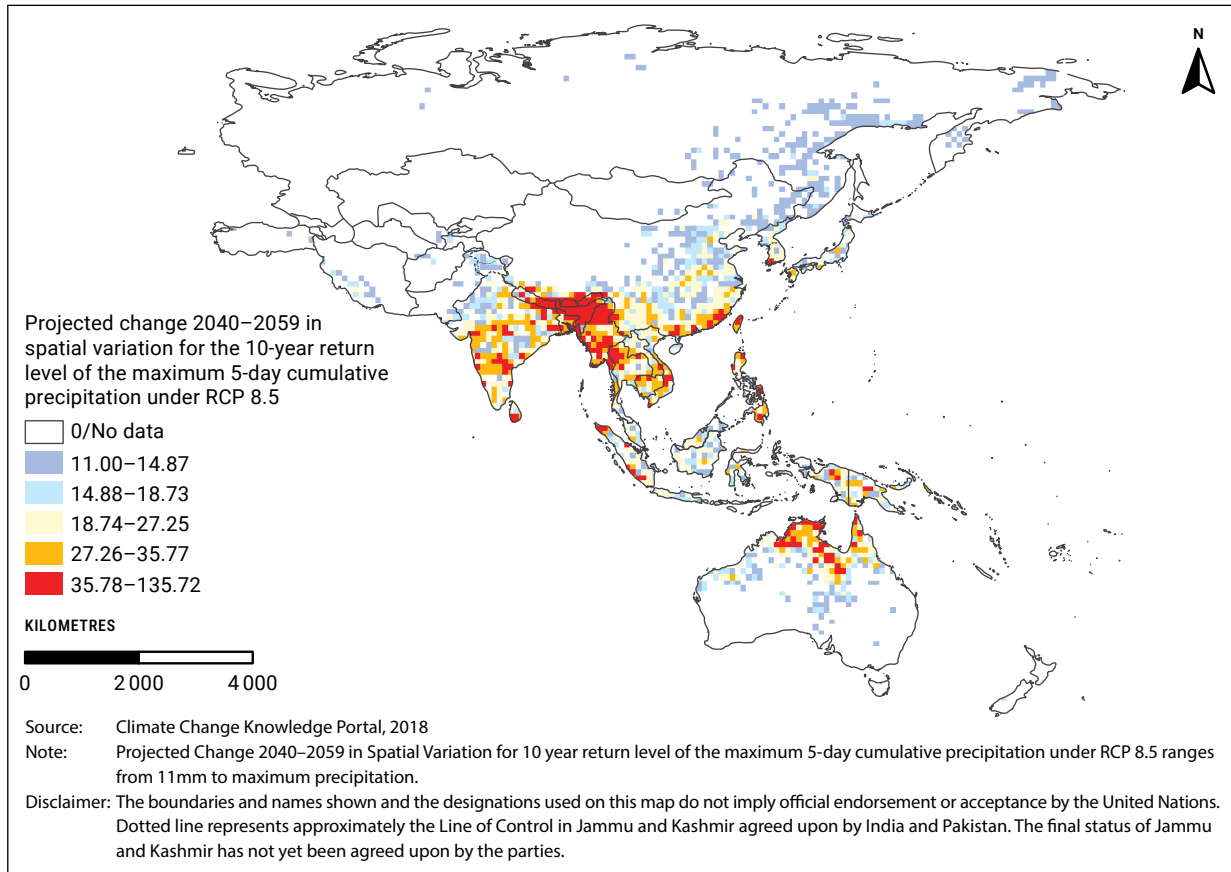 N
Projected change 2040–2059 in
spatial variation for the 10-year return
level of the maximum 5-day cumulative
precipitation under RCP 8.5
0/No data
11.00–14.87
14.88–18.73
18.74–27.25
27.26–35.77
35.78–135.72
KILOMETRES
0 2 000 4 000
Source: Climate Change Knowledge Portal, 2018
Note: Projected Change 2040–2059 in Spatial Variation for 10 year return level of the maximum 5-day cumulative precipitation under RCP 8.5 ranges
from 11mm to maximum precipitation.
Disclaimer: The boundaries and names shown and the designations used on this map do not imply official endorsement or acceptance by the United Nations.
Dotted line represents approximately the Line of Control in Jammu and Kashmir agreed upon by India and Pakistan. The final status of Jammu
and Kashmir has not yet been agreed upon by the parties.